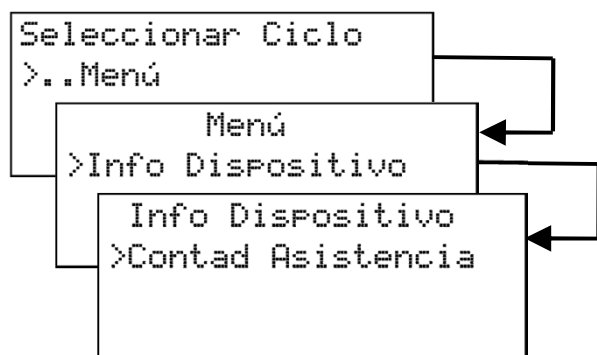 Seleccionar Ciclo
>..Menú
Menú
>Info Dispositivo
Info Dispositivo
>Contad Asistencia